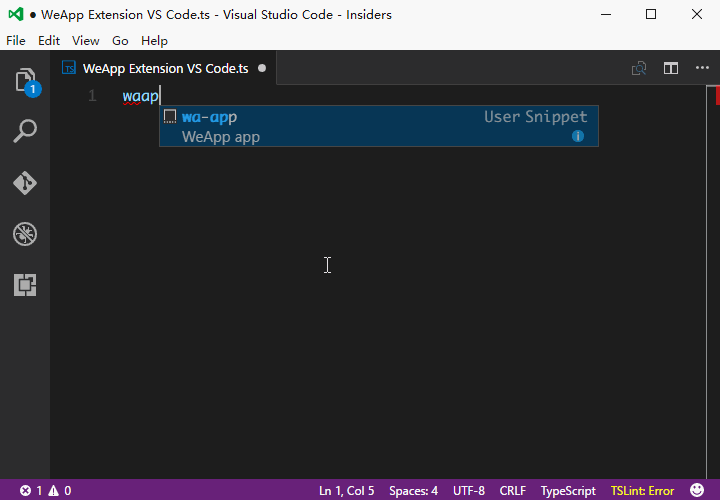 ● WeApp Extension VS Code.ts - Visual Studio Code - Insiders
File Edit View Go Help
TS WeApp Extension VS Code.ts ●
1
1 waap
wa-app User Snippet
WeApp app
1 0 Ln 1, Col 5 Spaces: 4 UTF-8 CRLF TypeScript TSLint: Error